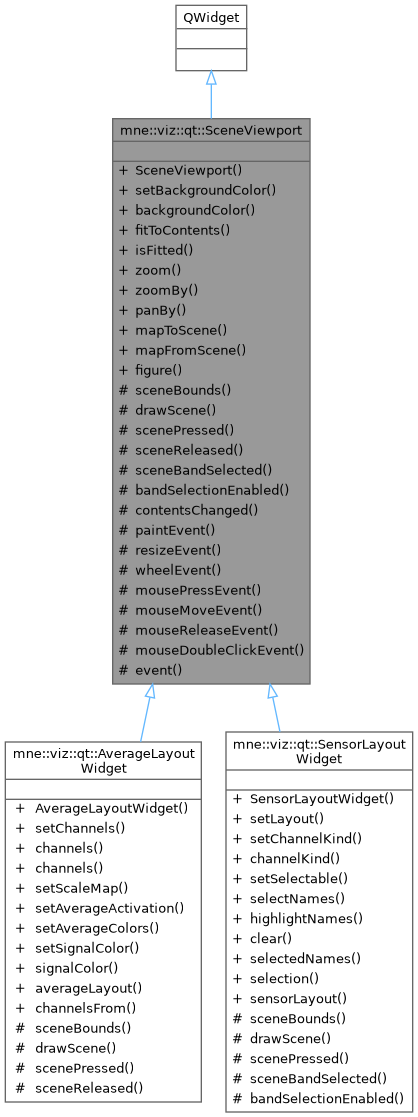 QWidget
mne::viz::qt::SceneViewport
+ SceneViewport()
+ setBackgroundColor()
+ backgroundColor()
+ fitToContents()
+ isFitted()
+ zoom()
+ zoomBy()
+ panBy()
+ mapToScene()
+ mapFromScene()
+ figure()
# sceneBounds()
# drawScene()
# scenePressed()
# sceneReleased()
# sceneBandSelected()
# bandSelectionEnabled()
# contentsChanged()
# paintEvent()
# resizeEvent()
# wheelEvent()
# mousePressEvent()
# mouseMoveEvent()
# mouseReleaseEvent()
# mouseDoubleClickEvent()
# event()
mne::viz::qt::AverageLayout
Widget
+ AverageLayoutWidget()
+ setChannels()
+ channels()
+ channels()
+ setScaleMap()
+ setAverageActivation()
+ setAverageColors()
+ setSignalColor()
+ signalColor()
+ averageLayout()
+ channelsFrom()
# sceneBounds()
# drawScene()
# scenePressed()
# sceneReleased()
mne::viz::qt::SensorLayout
Widget
+ SensorLayoutWidget()
+ setLayout()
+ setChannelKind()
+ channelKind()
+ setSelectable()
+ selectNames()
+ highlightNames()
+ clear()
+ selectedNames()
+ selection()
+ sensorLayout()
# sceneBounds()
# drawScene()
# scenePressed()
# sceneBandSelected()
# bandSelectionEnabled()